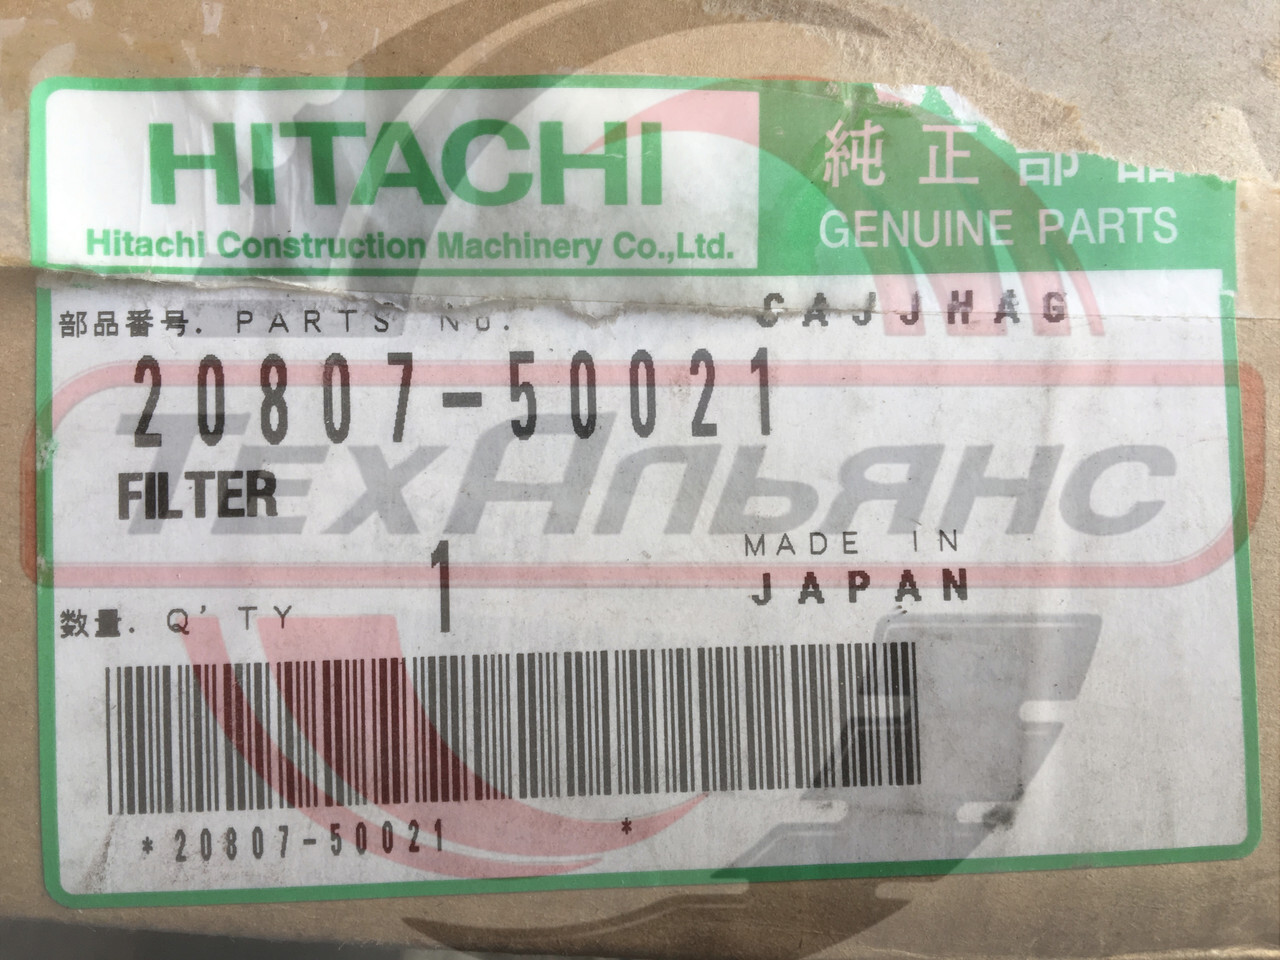 HITACHI
Hitachi Construction Machinery Co.,Ltd.
純正部品
GENUINE PARTS
部品番号. PARTS No.
CAJJHAG
20807-50021
FILTER
ТехАльянс
MADE IN
JAPAN
数量. Q'TY
1
*20807-50021 *